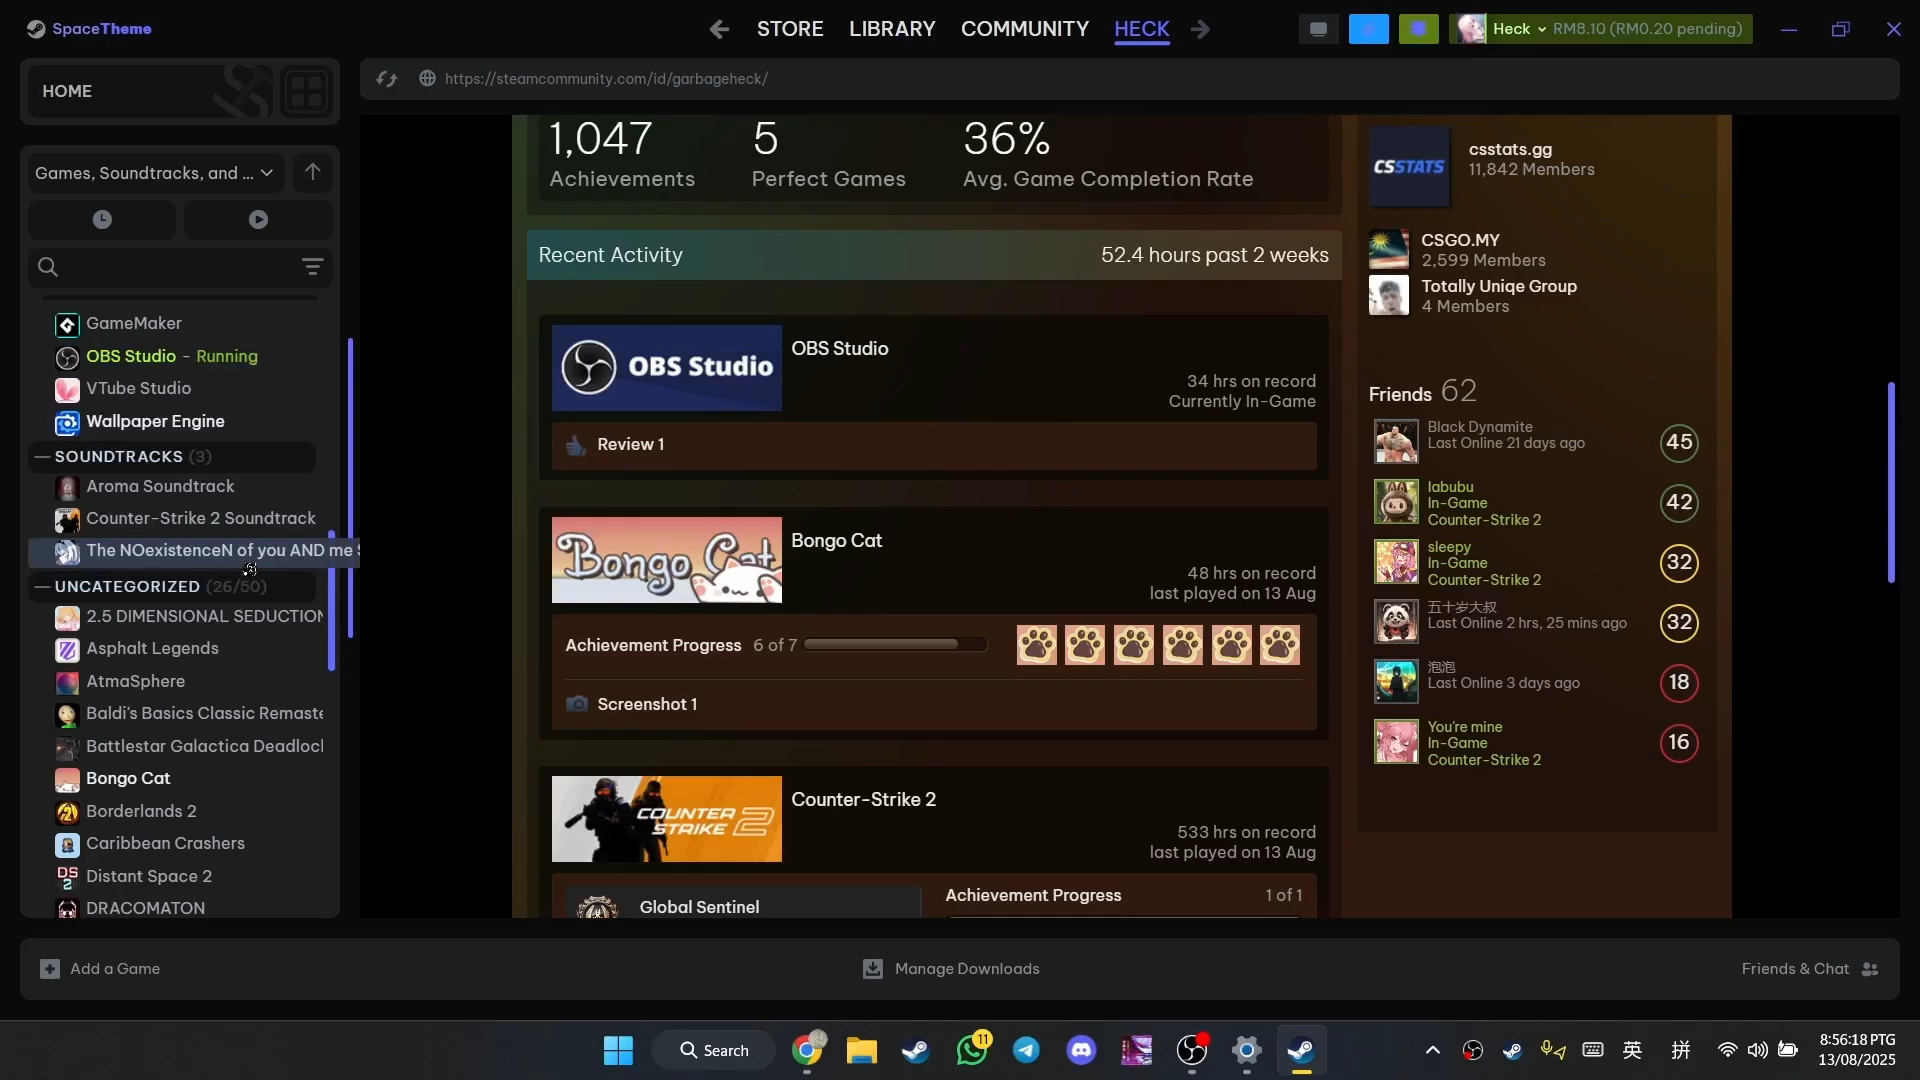 SpaceTheme
STORE
LIBRARY
COMMUNITY
HECK
Heck
RM8.10 (RM0.20 pending)
HOME
https://steamcommunity.com/id/garbageheck/
Games, Soundtracks, and ...
GameMaker
OBS Studio - Running
VTube Studio
Wallpaper Engine
SOUNDTRACKS (3)
Aroma Soundtrack
Counter-Strike 2 Soundtrack
The NOexistenceN of you AND me S
UNCATEGORIZED (26/50)
2.5 DIMENSIONAL SEDUCTION
Asphalt Legends
AtmaSphere
Baldi's Basics Classic Remaste
Battlestar Galactica Deadlock
Bongo Cat
Borderlands 2
Caribbean Crashers
Distant Space 2
DRACOMATON
1,047
Achievements
5
Perfect Games
36%
Avg. Game Completion Rate
Recent Activity
52.4 hours past 2 weeks
OBS Studio
OBS Studio
34 hrs on record
Currently In-Game
Review 1
Bongo Cat
Bongo Cat
48 hrs on record
last played on 13 Aug
Achievement Progress 6 of 7
Screenshot 1
COUNTER STRIKE 2
Counter-Strike 2
533 hrs on record
last played on 13 Aug
Global Sentinel
Achievement Progress
1 of 1
CSSTATS
csstats.gg
11,842 Members
CSGO.MY
2,599 Members
Totally Uniqe Group
4 Members
Friends 62
Black Dynamite
Last Online 21 days ago
45
labubu
In-Game
Counter-Strike 2
42
sleepy
In-Game
Counter-Strike 2
32
五十岁大叔
Last Online 2 hrs, 25 mins ago
32
泡泡
Last Online 3 days ago
18
You're mine
In-Game
Counter-Strike 2
16
Add a Game
Manage Downloads
Friends & Chat
Search
11
英
拼
8:56:18 PTG
13/08/2025